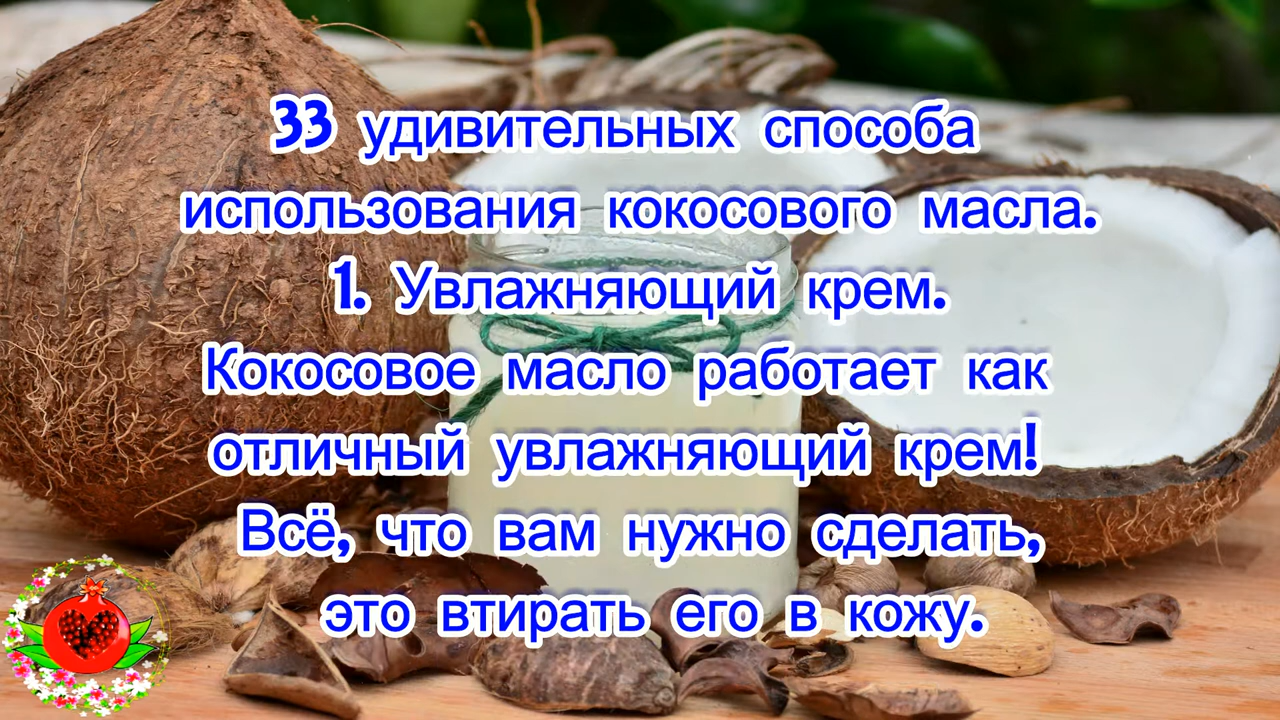 33 удивительных способа
использования кокосового масла.
1. Увлажняющий крем.
Кокосовое масло работает как
отличный увлажняющий крем!
Всё, что вам нужно сделать,
это втирать его в кожу.